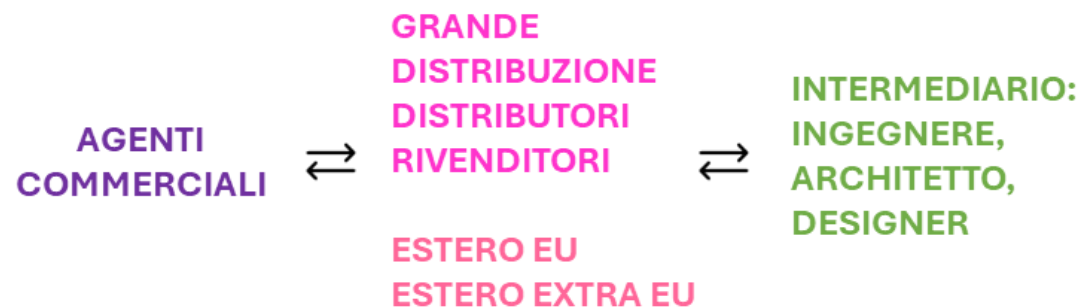 AGENTI
COMMERCIALI
GRANDE
DISTRIBUZIONE
DISTRIBUTORI
RIVENDITORI
ESTERO EU
ESTERO EXTRA EU
INTERMEDIARIO:
INGEGNERE,
ARCHITETTO,
DESIGNER